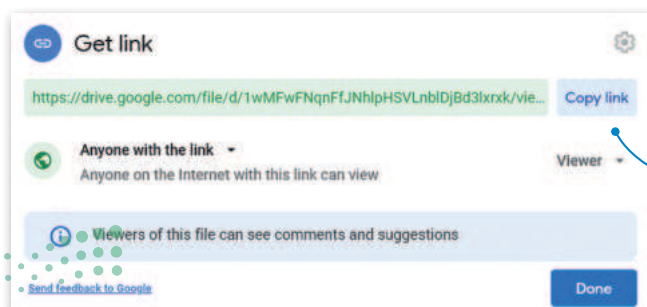 Get link
https://drive.google.com/file/d/1wMFwFNqnFfJNhlpHSVLnblDjBd3lxrxk/vie... Copy link
Anyone with the link
Anyone on the Internet with this link can view
Viewer
Viewers of this file can see comments and suggestions
Send feedback to Google
Done